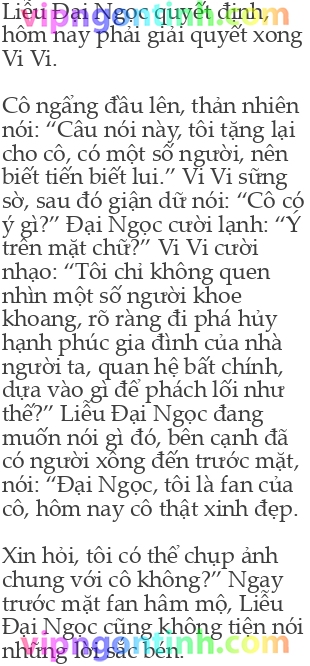 Liễu Đại Ngọc quyết định,
hôm nay phải giải quyết xong
Vi Vi.
Cô ngẩng đầu lên, thản nhiên
nói: “Câu nói này, tôi tặng lại
cho cô, có một số người, nên
biết tiến biết lui.” Vi Vi sững
sờ, sau đó giận dữ nói: “Cô có
ý gì?” Đại Ngọc cười lạnh: “Ý
trên mặt chữ?” Vi Vi cười
nhạo: “Tôi chỉ không quen
nhìn một số người khoe
khoang, rõ ràng đi phá hủy
hạnh phúc gia đình của nhà
người ta, quan hệ bất chính,
dựa vào gì để phách lối như
thế?” Liễu Đại Ngọc đang
muốn nói gì đó, bên cạnh đã
có người xông đến trước mặt,
nói: “Đại Ngọc, tôi là fan của
cô, hôm nay cô thật xinh đẹp.
Xin hỏi, tôi có thể chụp ảnh
chung với cô không?” Ngay
trước mặt fan hâm mộ, Liễu
Đại Ngọc cũng không tiện nói
những lời sắc bén.
vipngontinh.com
vipngontinh.com